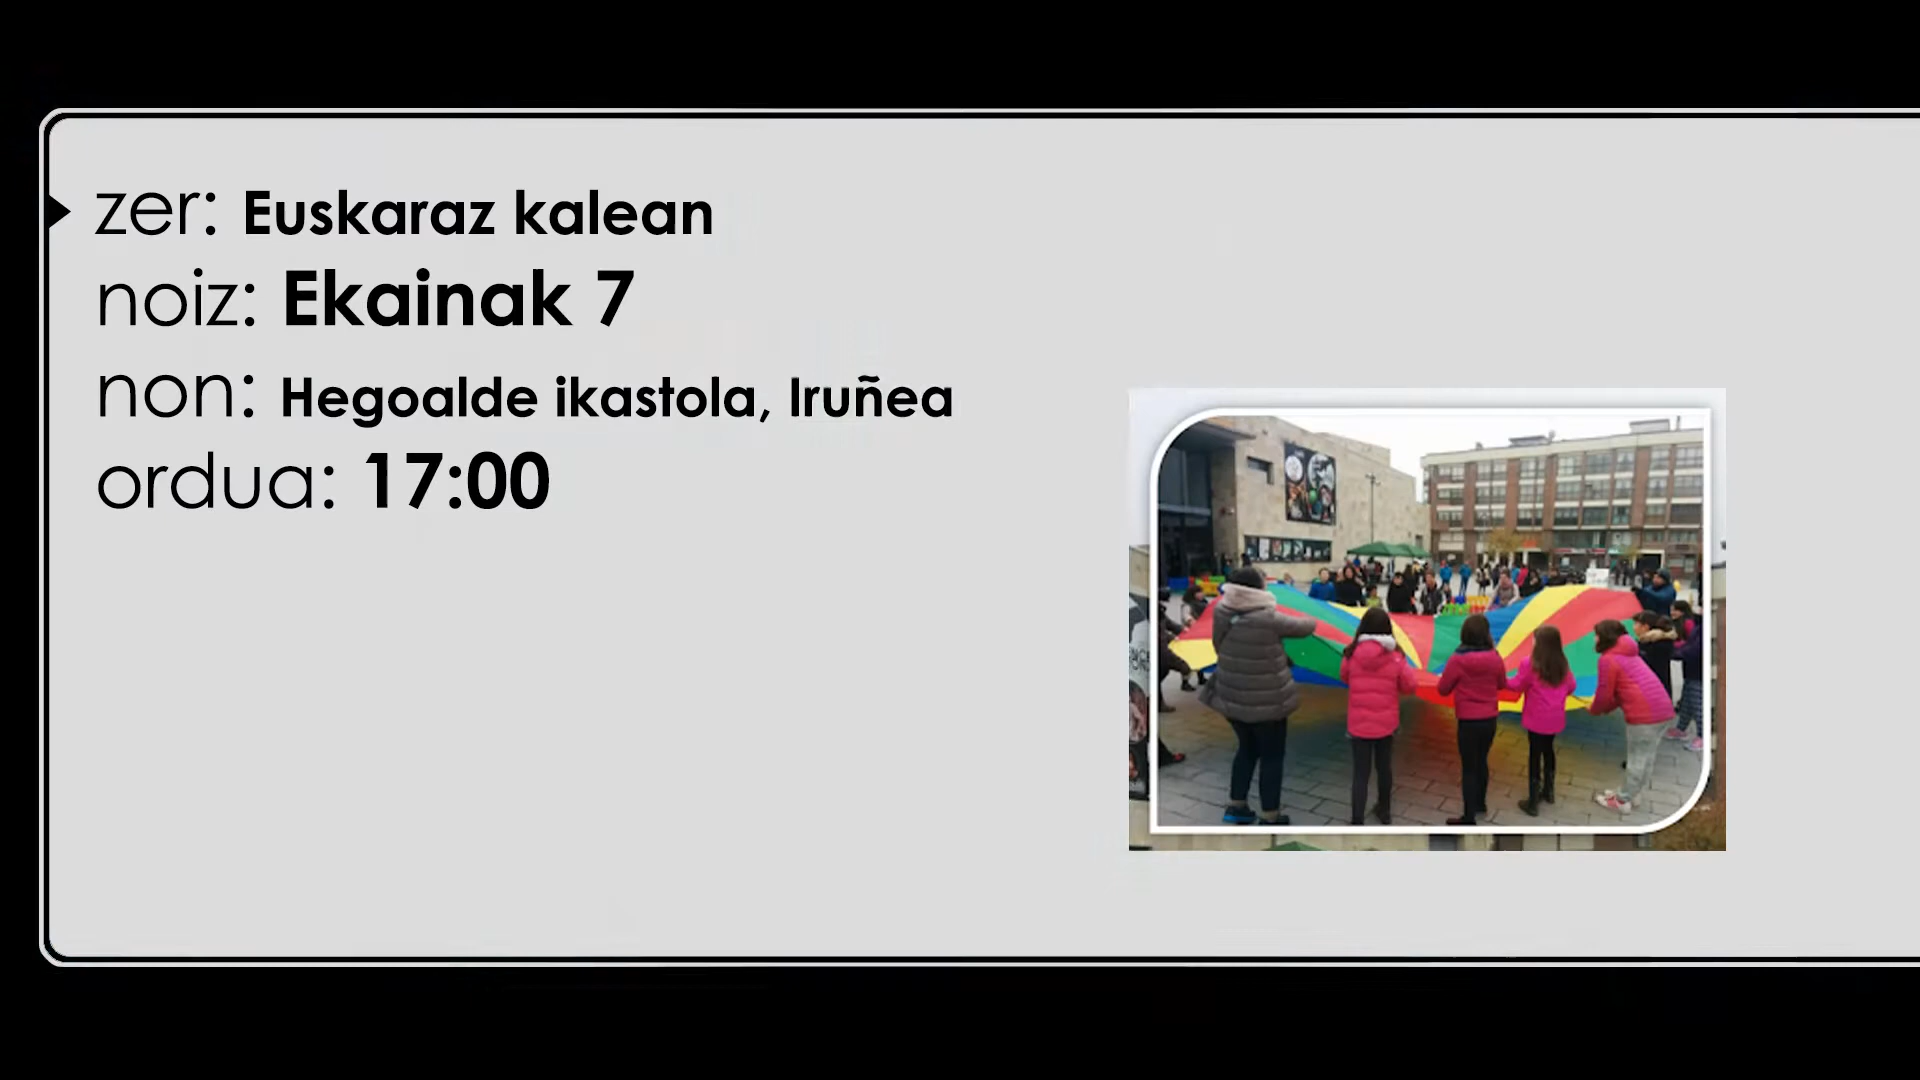 zer: Euskaraz kalean
noiz: Ekainak 7
non: Hegoalde ikastola, Iruñea
ordua: 17:00